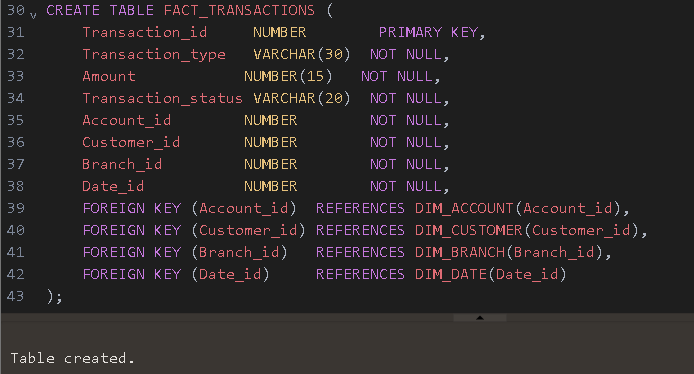 30 CREATE TABLE FACT_TRANSACTIONS (
31 Transaction_id NUMBER PRIMARY KEY,
32 Transaction_type VARCHAR(30) NOT NULL,
33 Amount NUMBER(15) NOT NULL,
34 Transaction_status VARCHAR(20) NOT NULL,
35 Account_id NUMBER NOT NULL,
36 Customer_id NUMBER NOT NULL,
37 Branch_id NUMBER NOT NULL,
38 Date_id NUMBER NOT NULL,
39 FOREIGN KEY (Account_id) REFERENCES DIM_ACCOUNT(Account_id),
40 FOREIGN KEY (Customer_id) REFERENCES DIM_CUSTOMER(Customer_id),
41 FOREIGN KEY (Branch_id) REFERENCES DIM_BRANCH(Branch_id),
42 FOREIGN KEY (Date_id) REFERENCES DIM_DATE(Date_id)
43 );
Table created.